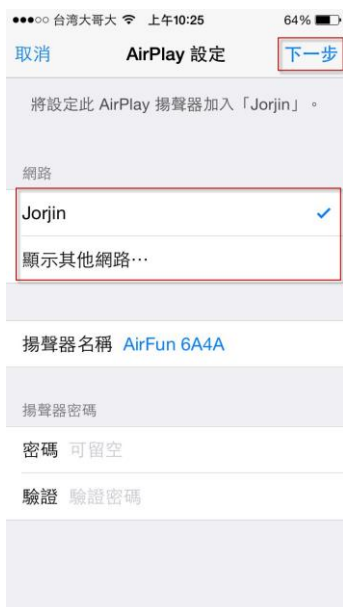 ●●●○○ 台湾大哥大 上午10:25 64%
取消 AirPlay 設定 下一步
將設定此 AirPlay 揚聲器加入「Jorjin」。
網路
Jorjin
顯示其他網路⋯
揚聲器名稱 AirFun 6A4A
揚聲器密碼
密碼 可留空
驗證 驗證密碼